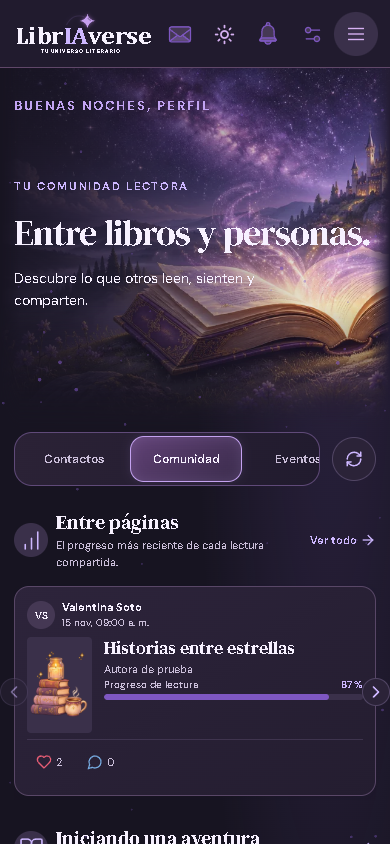 LibrIAverse
TU UNIVERSO LITERARIO
BUENAS NOCHES, PERFIL
TU COMUNIDAD LECTORA
Entre libros y personas.
Descubre lo que otros leen, sienten y
comparten.
Contactos
Comunidad
Eventos
Entre páginas
El progreso más reciente de cada lectura
compartida.
Ver todo
VS
Valentina Soto
15 nov, 09:00 a. m.
Historias entre estrellas
Autora de prueba
Progreso de lectura
87%
2
0
Iniciando una aventura